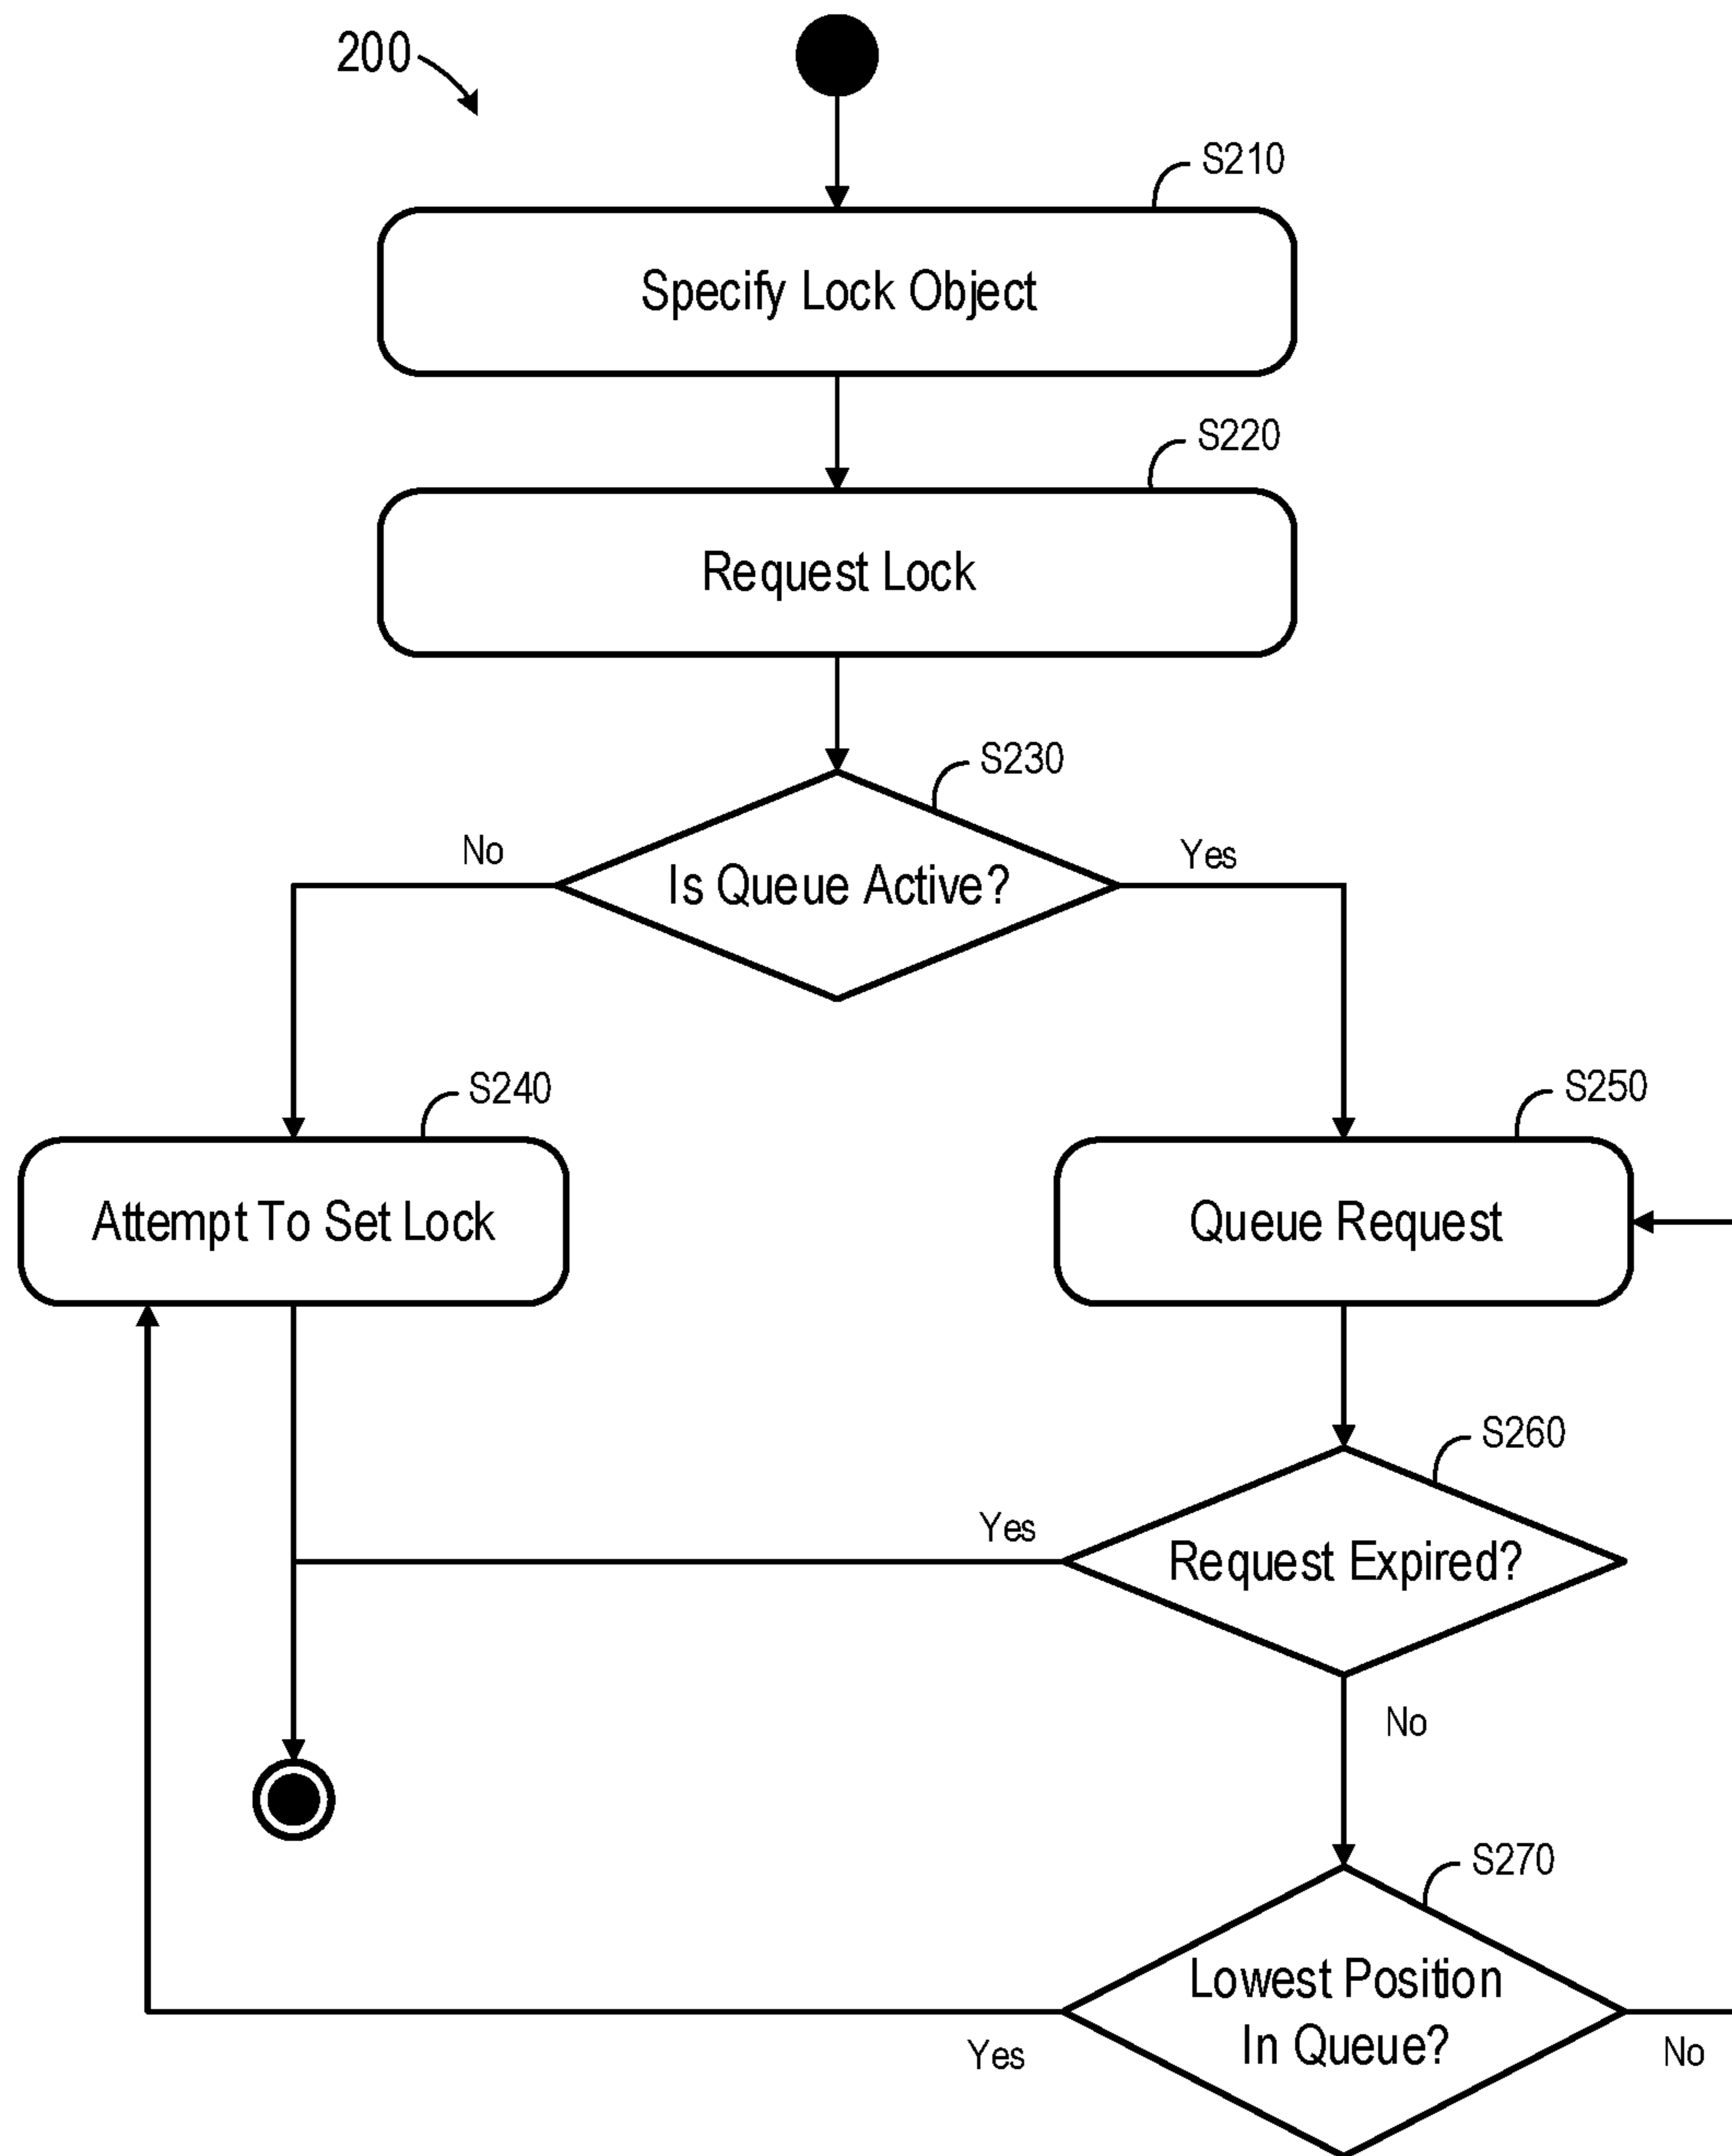 200
S210
Specify Lock Object
S220
Request Lock
S230
No
Yes
Is Queue Active?
S240
S250
Attempt To Set Lock
Queue Request
S260
Yes
Request Expired?
No
S270
Lowest Position
In Queue?
Yes
No